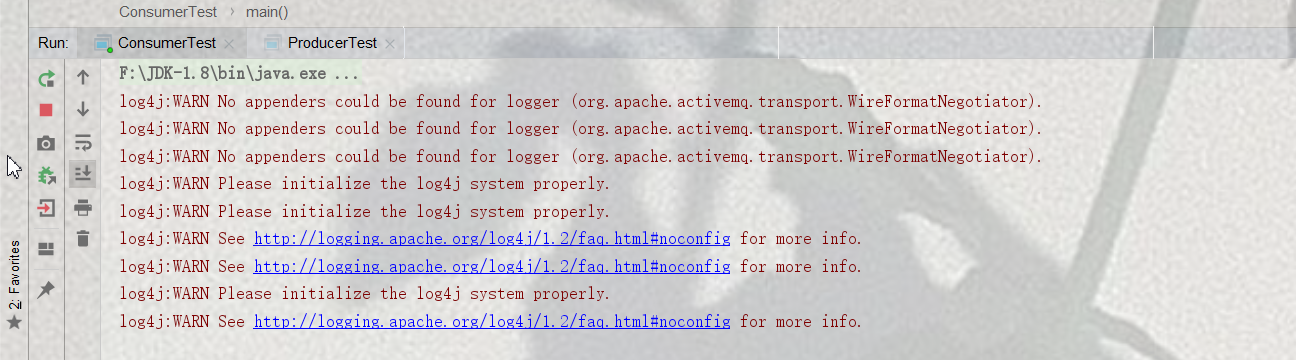 ConsumerTest › main()
Run: ConsumerTest × ProducerTest ×
F:\JDK-1.8\bin\java.exe ...
log4j:WARN No appenders could be found for logger (org.apache.activemq.transport.WireFormatNegotiator).
log4j:WARN No appenders could be found for logger (org.apache.activemq.transport.WireFormatNegotiator).
log4j:WARN No appenders could be found for logger (org.apache.activemq.transport.WireFormatNegotiator).
log4j:WARN Please initialize the log4j system properly.
log4j:WARN Please initialize the log4j system properly.
log4j:WARN See http://logging.apache.org/log4j/1.2/faq.html#noconfig for more info.
log4j:WARN See http://logging.apache.org/log4j/1.2/faq.html#noconfig for more info.
log4j:WARN Please initialize the log4j system properly.
log4j:WARN See http://logging.apache.org/log4j/1.2/faq.html#noconfig for more info.
2: Favorites